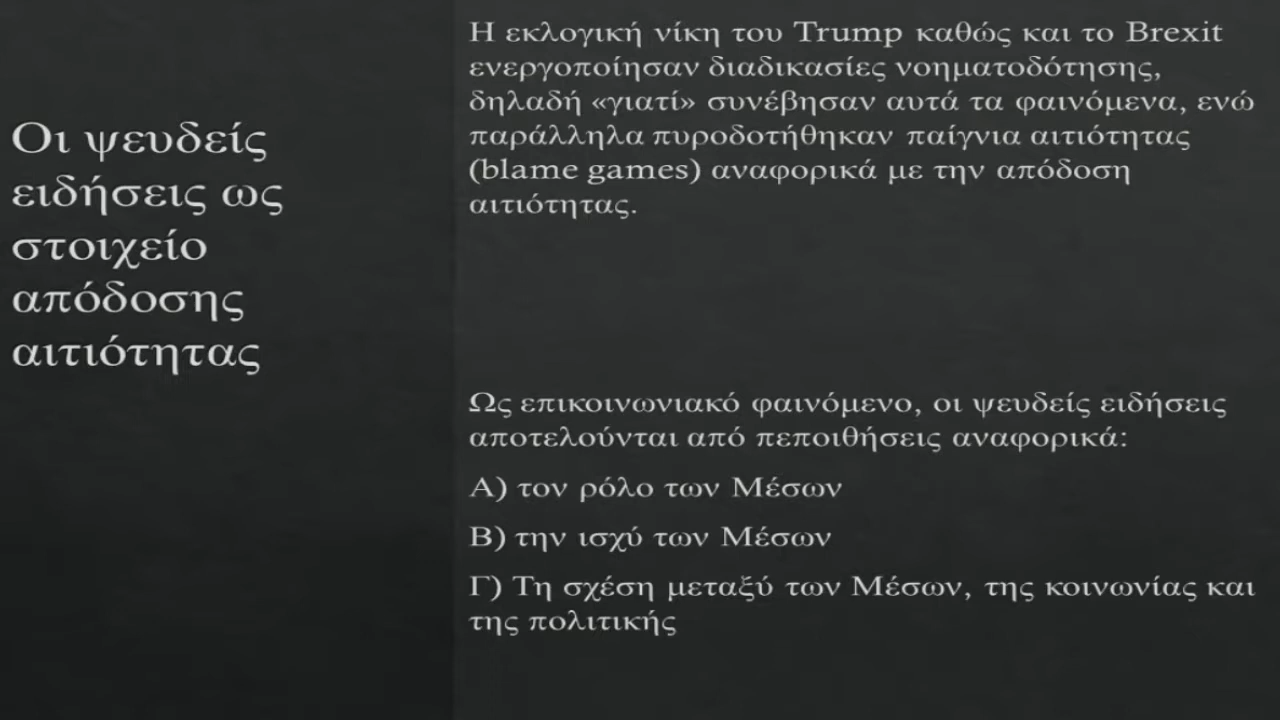 Οι ψευδείς
ειδήσεις ως
στοιχείο
απόδοσης
αιτιότητας
Η εκλογική νίκη του Trump καθώς και το Brexit
ενεργοποίησαν διαδικασίες νοηματοδότησης,
δηλαδή «γιατί» συνέβησαν αυτά τα φαινόμενα, ενώ
παράλληλα πυροδοτήθηκαν παίγνια αιτιότητας
(blame games) αναφορικά με την απόδοση
αιτιότητας.
Ως επικοινωνιακό φαινόμενο, οι ψευδείς ειδήσεις
αποτελούνται από πεποιθήσεις αναφορικά:
Α) τον ρόλο των Μέσων
Β) την ισχύ των Μέσων
Γ) Τη σχέση μεταξύ των Μέσων, της κοινωνίας και
της πολιτικής